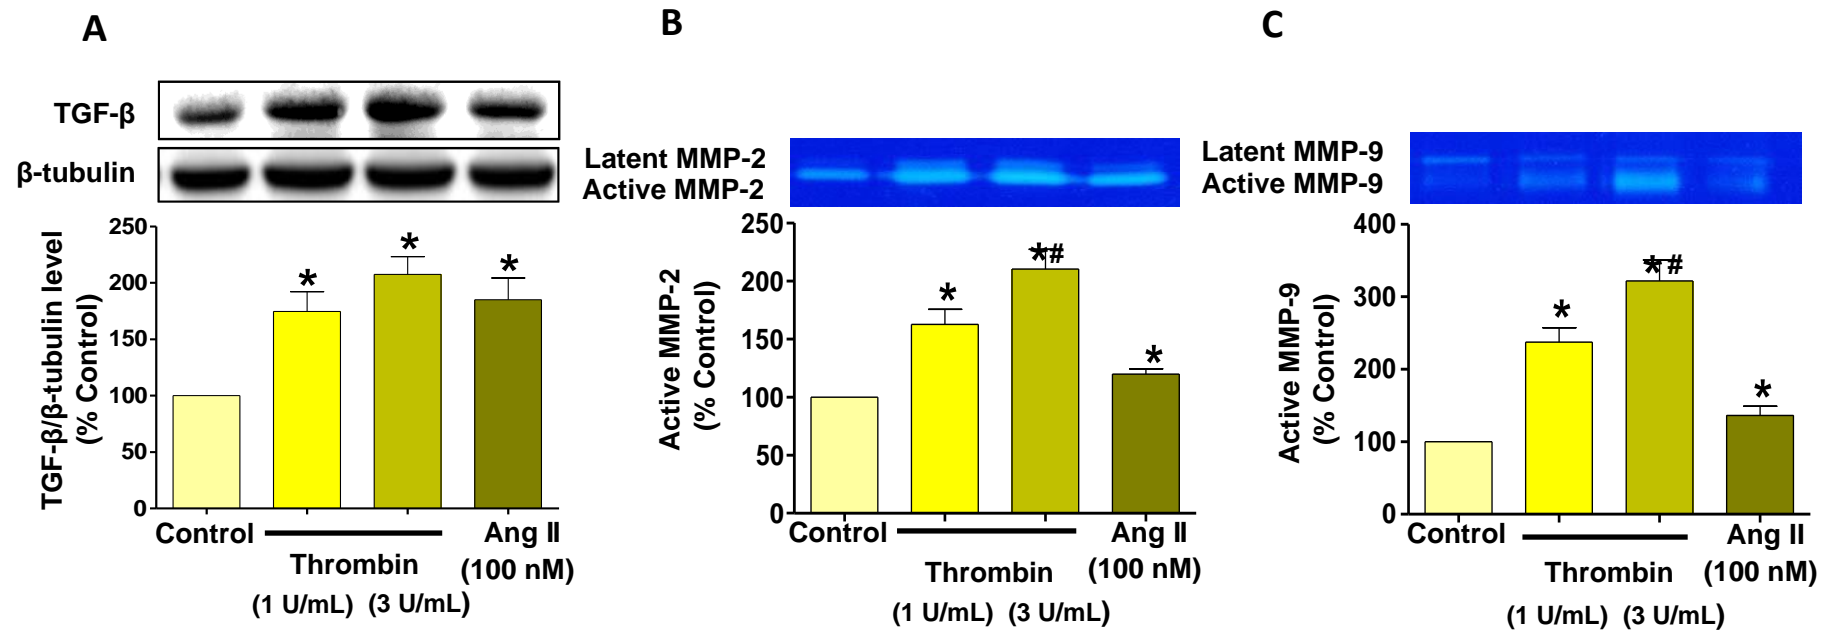 A
TGF-β
β-tubulin
TGF-β/β-tubulin level
(% Control)
250
200
150
100
50
0
*
*
*
Control
Ang II
Thrombin
(100 nM)
(1 U/mL) (3 U/mL)
B
Latent MMP-2
Active MMP-2
Active MMP-2
(% Control)
250
200
150
100
50
0
*
*#
*
Control
Ang II
Thrombin
(100 nM)
(1 U/mL) (3 U/mL)
C
Latent MMP-9
Active MMP-9
Active MMP-9
(% Control)
400
300
200
100
0
*
*#
*
Control
Ang II
Thrombin
(100 nM)
(1 U/mL) (3 U/mL)